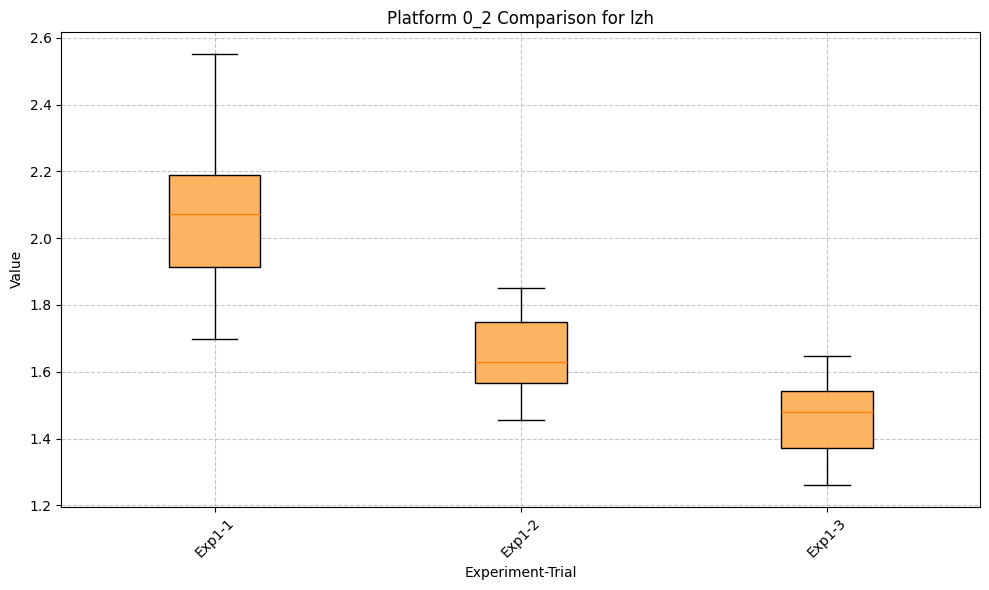 Platform 0_2 Comparison for lzh
Value
2.6
2.4
2.2
2.0
1.8
1.6
1.4
1.2
Exp1-1
Exp1-2
Exp1-3
Experiment-Trial